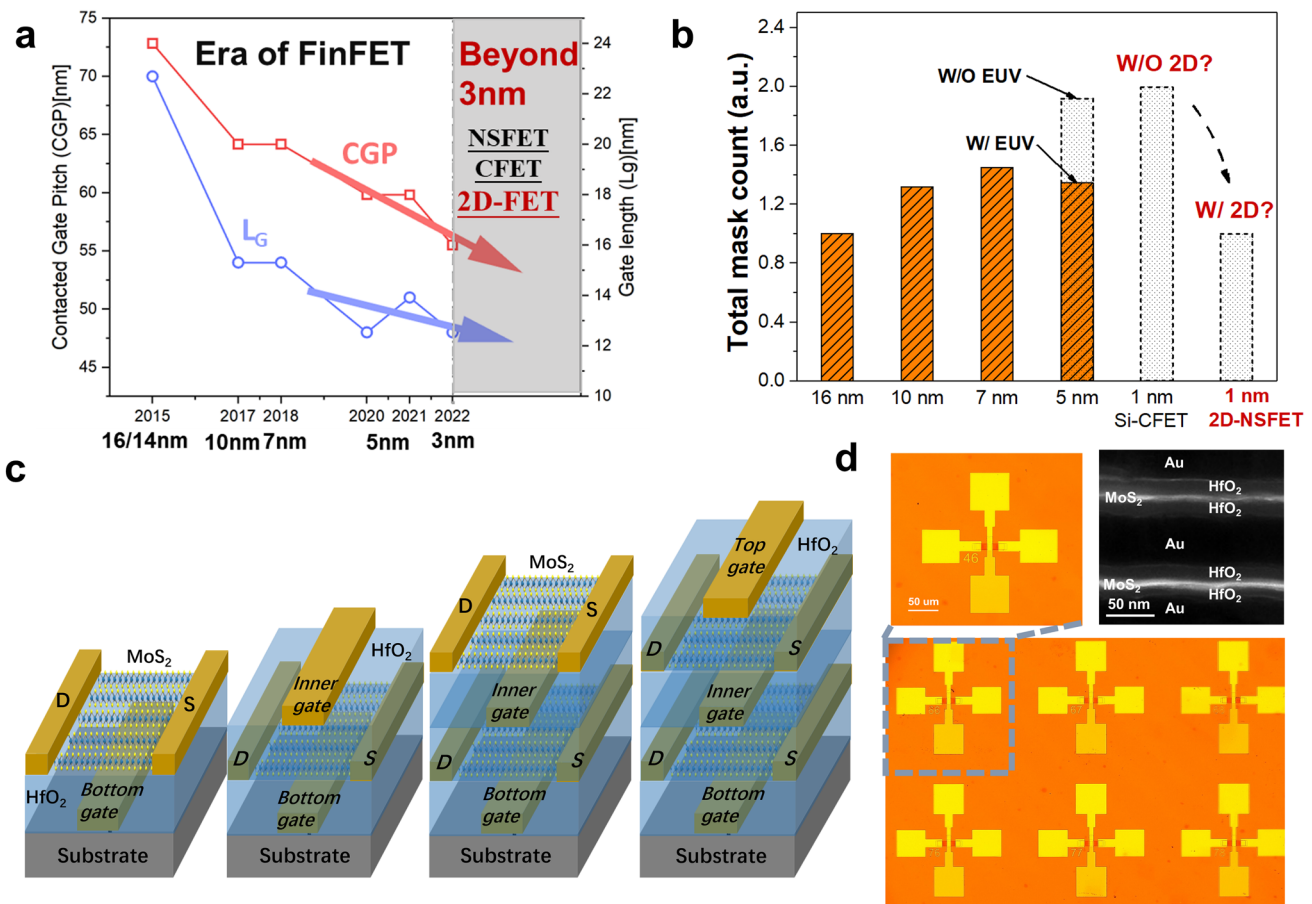 a
Era of FinFET
Beyond
3nm
NSFET
CFET
2D-FET
CGP
L_G
Contacted Gate Pitch (CGP)[nm]
75
70
65
60
55
50
45
Gate length (Lg)[nm]
24
22
20
18
16
14
12
10
2015
2017
2018
2020
2021
2022
16/14nm
10nm
7nm
5nm
3nm
b
Total mask count (a.u.)
2.4
2.0
1.6
1.2
0.8
0.4
0.0
W/O EUV
W/ EUV
W/O 2D?
W/ 2D?
16 nm
10 nm
7 nm
5 nm
1 nm
Si-CFET
1 nm
2D-NSFET
c
MoS₂
D
S
HfO₂
Bottom
gate
Substrate
HfO₂
Inner
gate
D
S
Bottom
gate
Substrate
MoS₂
D
S
Inner
gate
D
S
Bottom
gate
Substrate
Top
gate
HfO₂
D
S
Inner
gate
D
S
Bottom
gate
Substrate
d
46
50 um
Au
HfO₂
MoS₂
HfO₂
Au
HfO₂
MoS₂
HfO₂
Au
50 nm